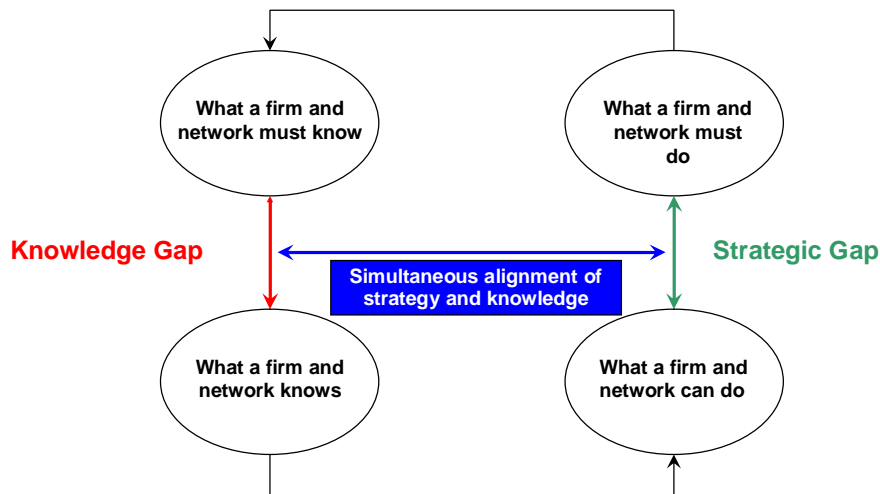 What a firm and
network must know
What a firm and
network must
do
Knowledge Gap
Strategic Gap
Simultaneous alignment of
strategy and knowledge
What a firm and
network knows
What a firm and
network can do